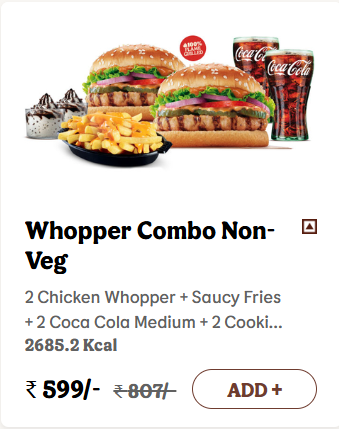 100%
FLAME
GRILLED
Coca-Cola
Coca-Cola
Whopper Combo Non-
Veg
2 Chicken Whopper + Saucy Fries
+ 2 Coca Cola Medium + 2 Cooki...
2685.2 Kcal
₹ 599/- ₹ 807/- ADD +